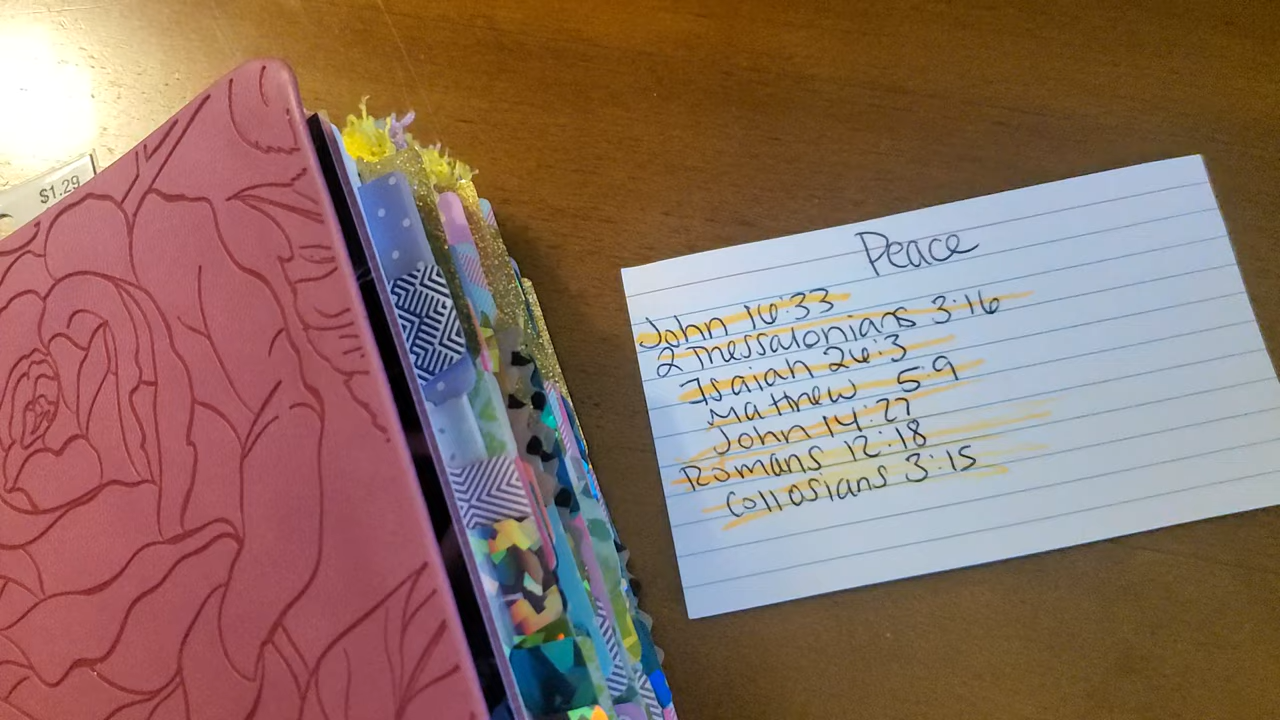 $1.29
Peace
John 16:33
2 Thessalonians 3:16
Isaiah 26:3
Matthew 5:9
John 14:27
Romans 12:18
Collosians 3:15